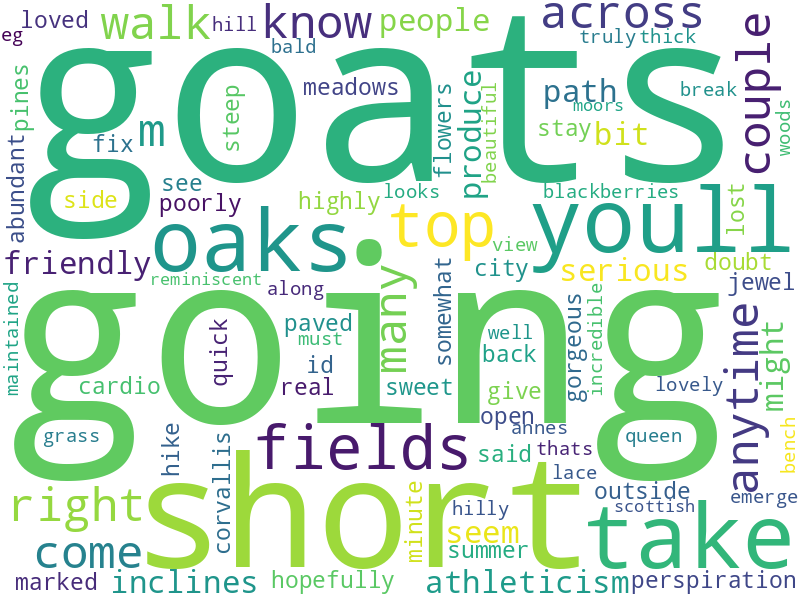 loved walk hill know people across couple
eg bald truly thick
goats
pines meadows path moors break
abundant fix m steep flowers produce beautiful stay bit woods
see
side poorly highly looks blackberries lost
oaks top youll
friendly view city serious doubt
reminiscent along many somewhat jewel
going
maintained quick paved must well back gorgeous incredible anytime might
cardio id real sweet give lovely
grass open annes queen bench
hike corvallis fields said thats
lace
right short minute hilly outside emerge
seem scottish take
come summer
marked inclines hopefully athleticism perspiration